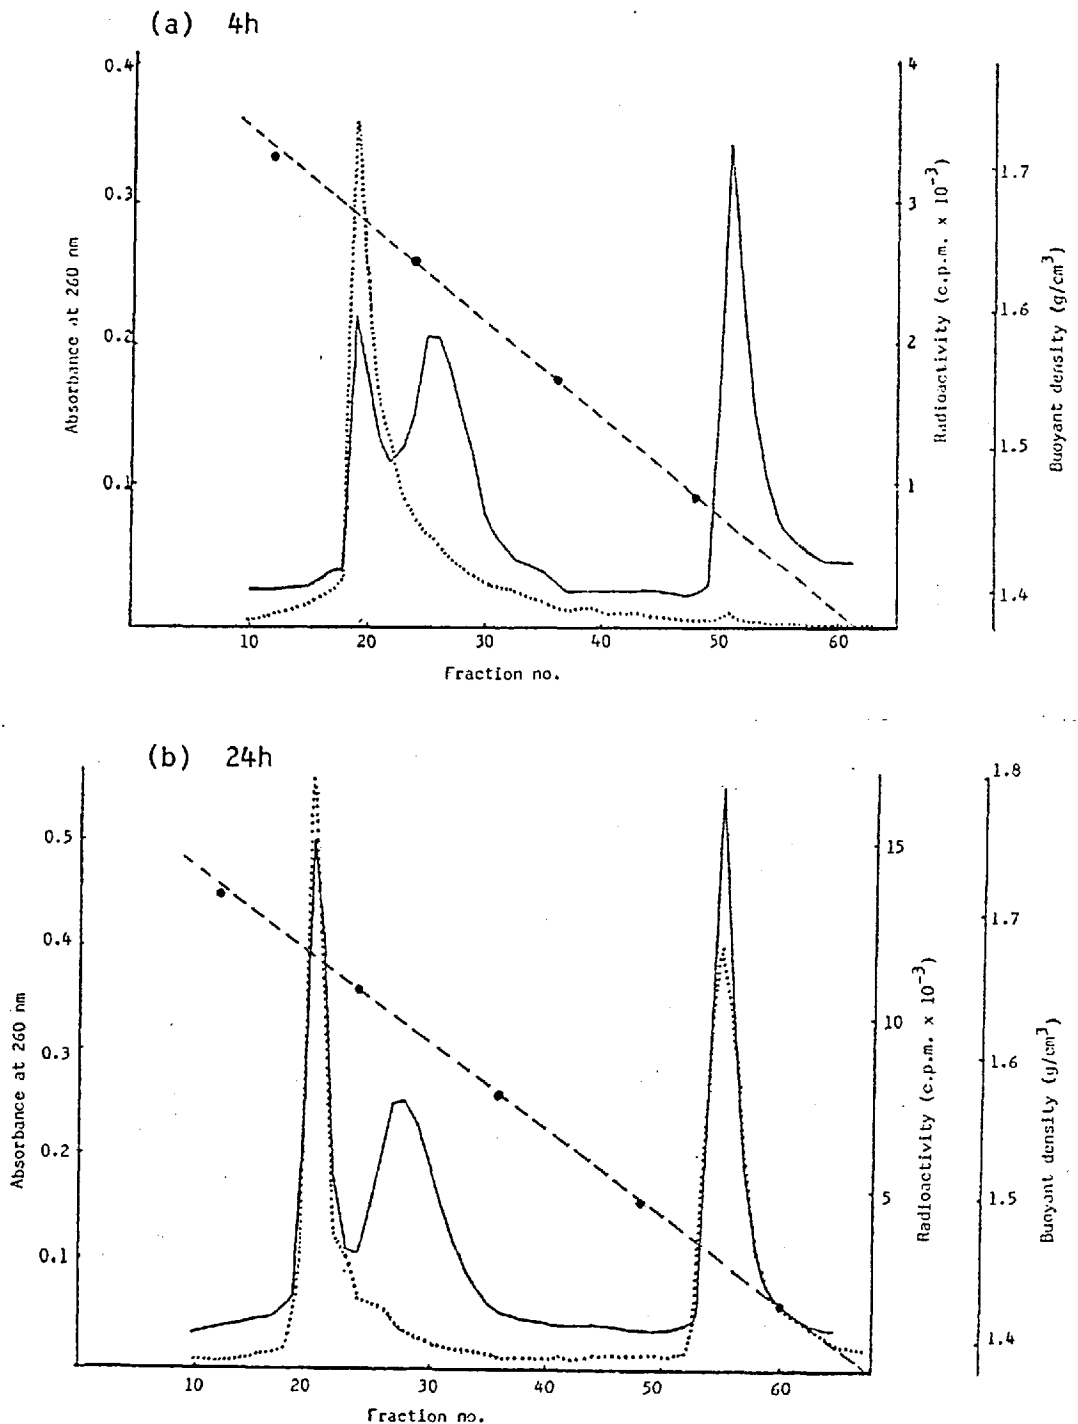 (a) 4h
0.4
0.3
0.2
0.1
Absorbance at 260 nm
4
3
2
1
Radioactivity (c.p.m. x 10⁻³)
1.7
1.6
1.5
1.4
Buoyant density (g/cm³)
10 20 30 40 50 60
Fraction no.
(b) 24h
0.5
0.4
0.3
0.2
0.1
Absorbance at 260 nm
15
10
5
Radioactivity (c.p.m. x 10⁻³)
1.8
1.7
1.6
1.5
1.4
Buoyant density (g/cm³)
10 20 30 40 50 60
Fraction no.